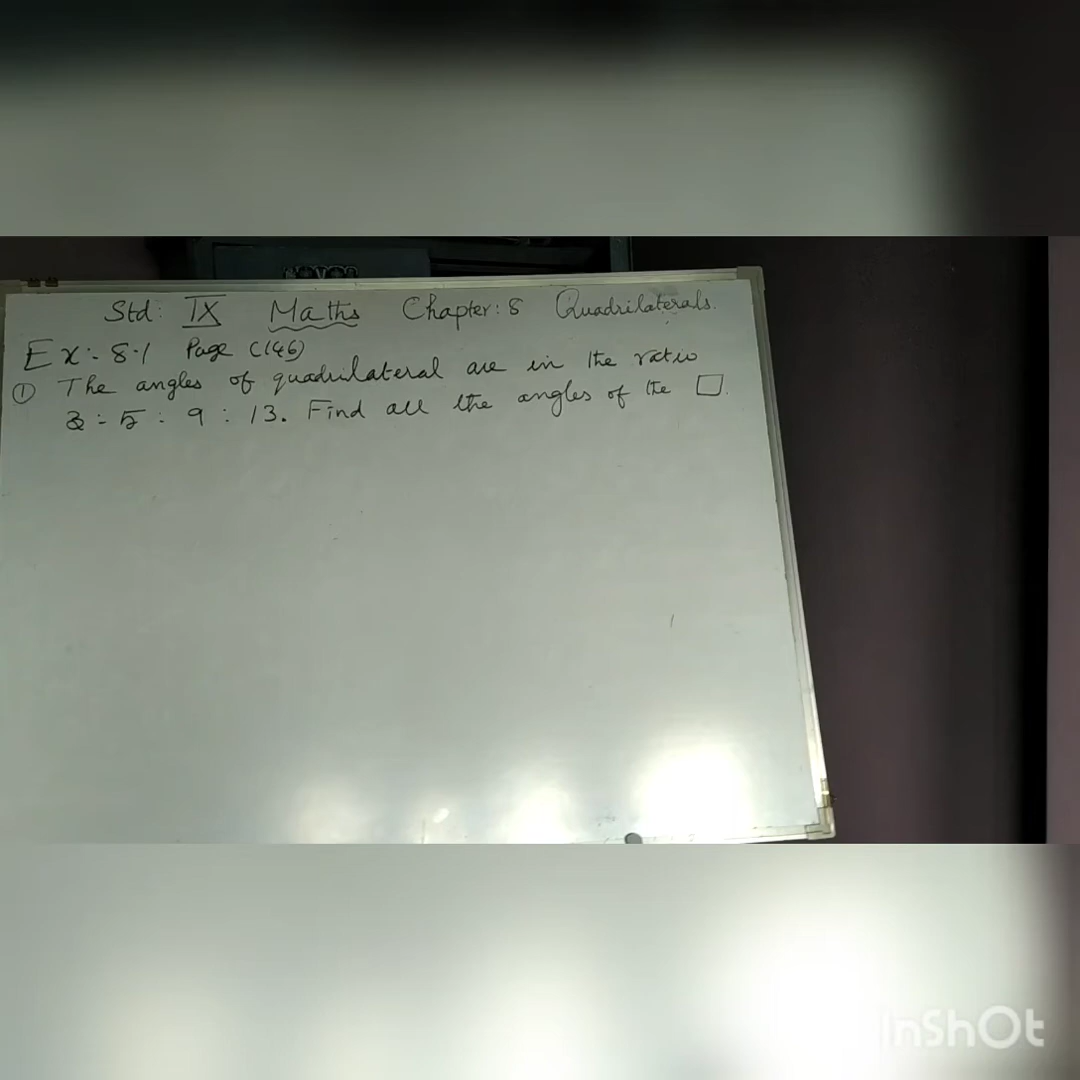 Std: IX Maths Chapter: 8 Quadrilaterals.
Ex:- 8.1 Page (146)
① The angles of quadrilateral are in the ratio
3 : 5 : 9 : 13. Find all the angles of the □.
InShOt